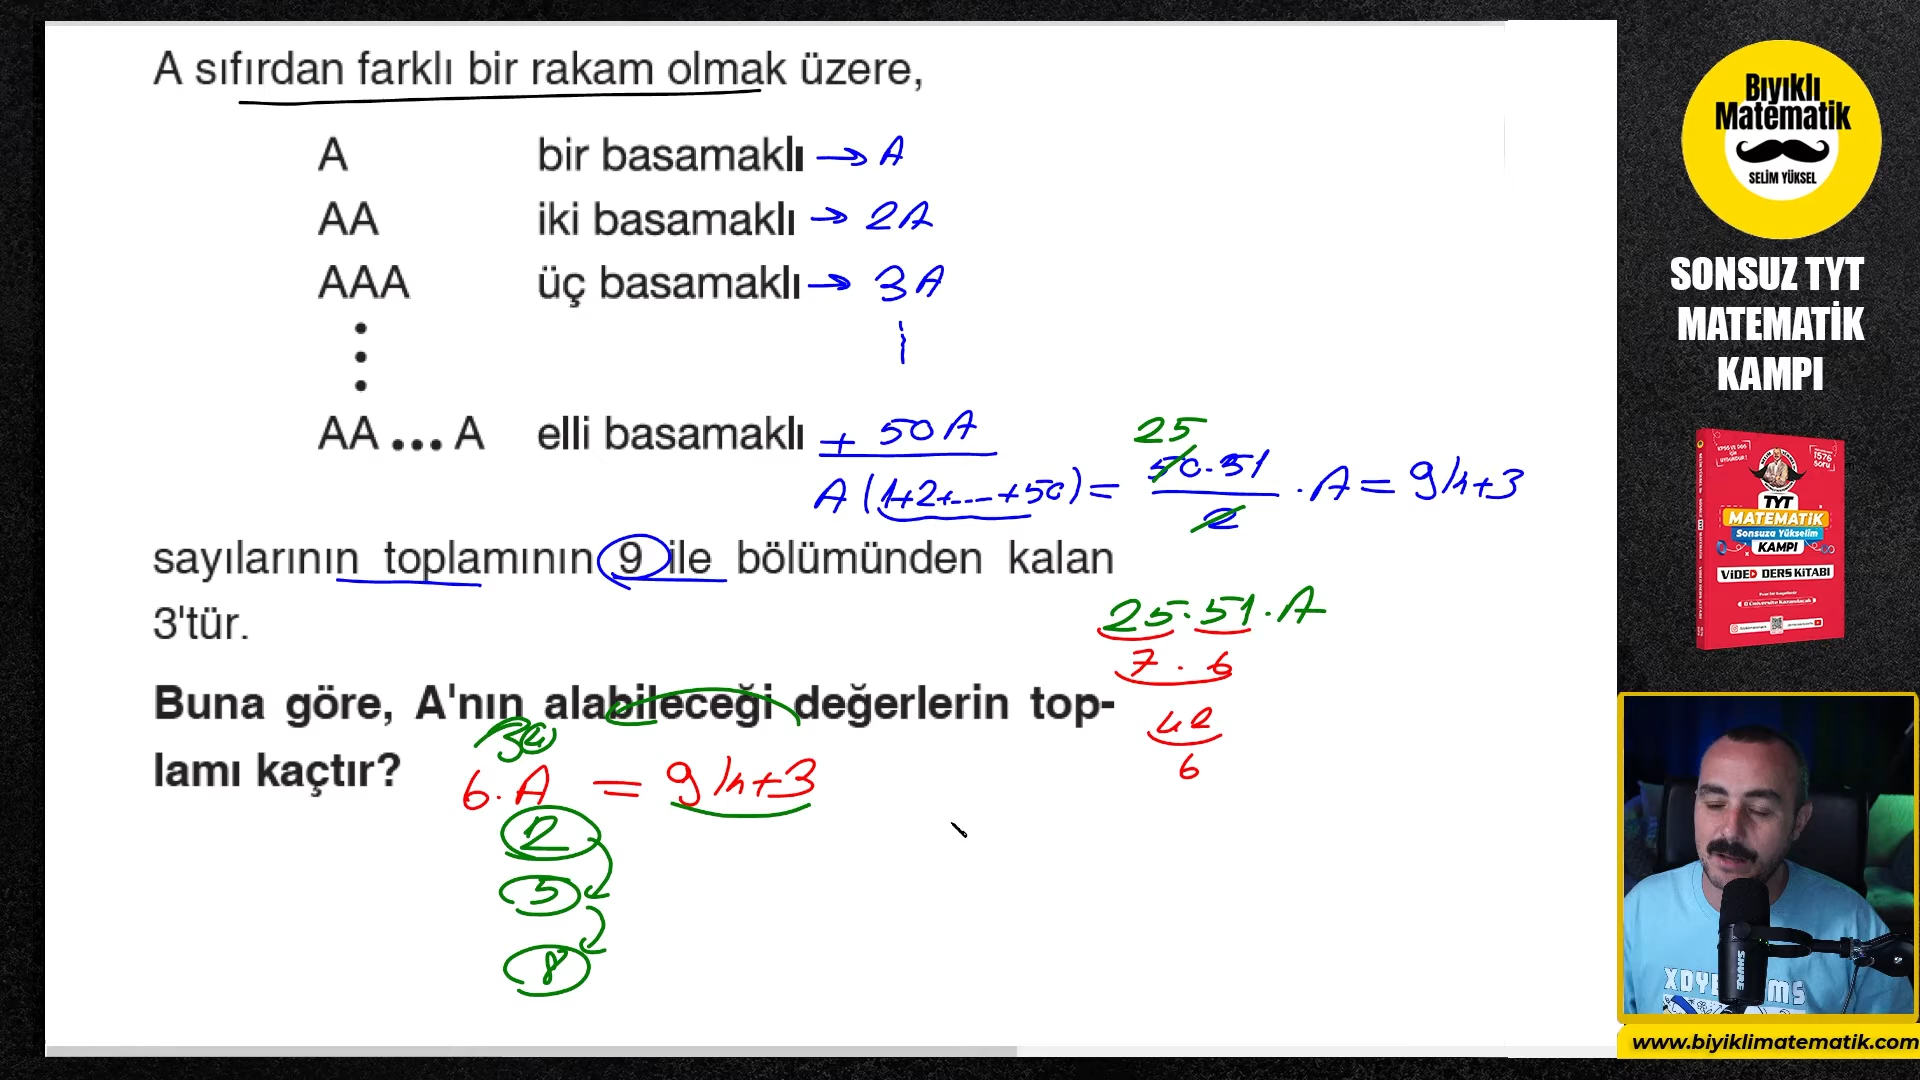 A sıfırdan farklı bir rakam olmak üzere,
A bir basamaklı → A
AA iki basamaklı → 2A
AAA üç basamaklı → 3A
AA ... A elli basamaklı + 50A
25
A (1+2+...+50) = 50.51 / 2 . A = 9k+3
sayılarının toplamının 9 ile bölümünden kalan
3'tür.
25.51.A
7 . 6
42
6
Buna göre, A'nın alabileceği değerlerin top-
lamı kaçtır?
6.A = 9k+3
2
5
8
Bıyıklı
Matematik
SELİM YÜKSEL
SONSUZ TYT
MATEMATİK
KAMPI
TYT
MATEMATİK
Sonsuza Yükselim
KAMPI
VİDEO DERS KİTABI
SHURE
www.biyiklimatematik.com